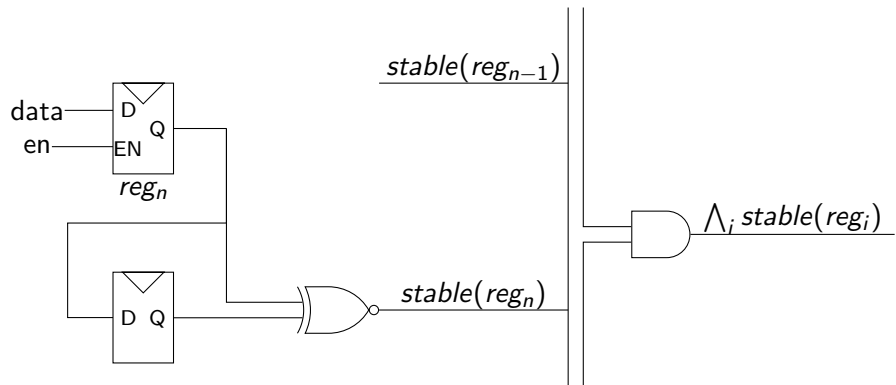 stable(reg_{n−1})
data
D
Q
en
EN
reg_n
⋀_i stable(reg_i)
stable(reg_n)
D Q